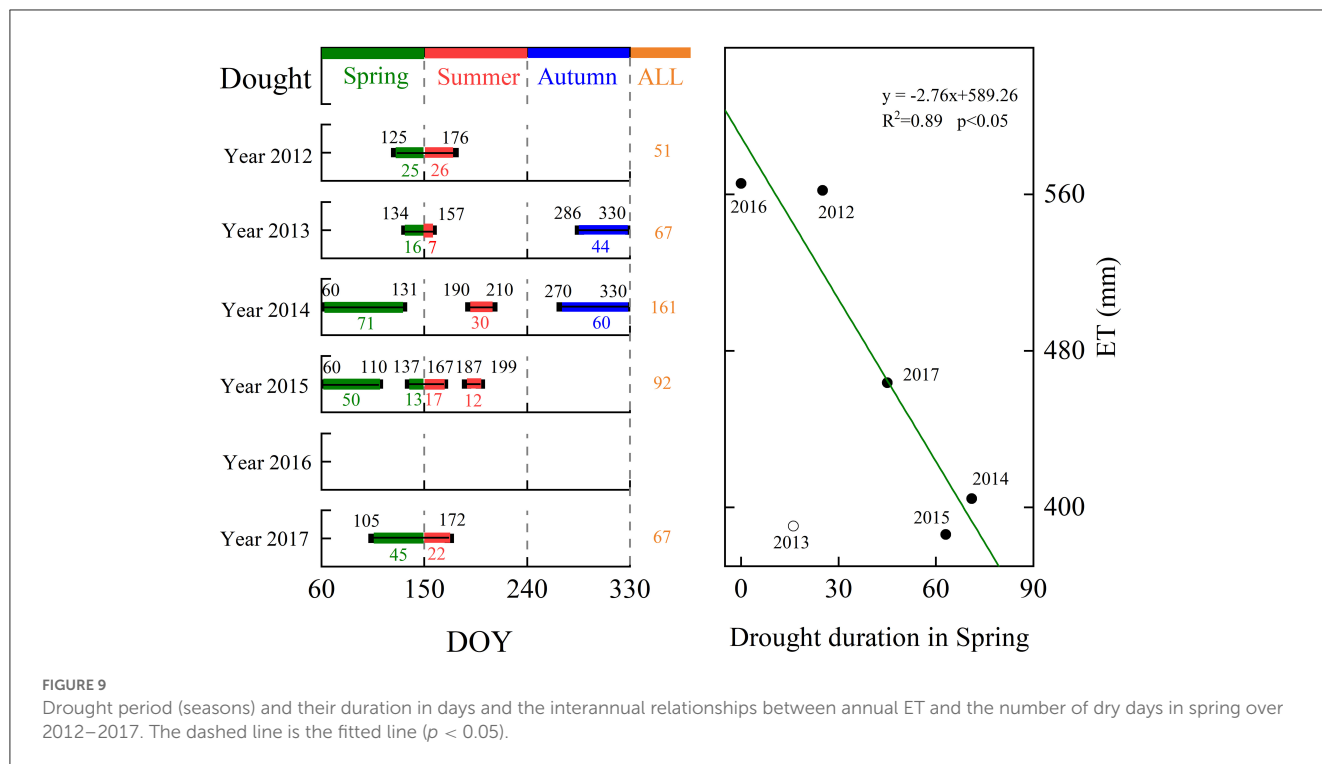 Dought Spring Summer Autumn ALL
Year 2012 125 176 25 26 51
Year 2013 134 157 286 330 16 7 44 67
Year 2014 60 131 190 210 270 330 71 30 60 161
Year 2015 60 110 137 167 187 199 50 13 17 12 92
Year 2016
Year 2017 105 172 45 22 67
60 150 240 330
DOY
y = -2.76x+589.26
R²=0.89 p<0.05
2016 2012
2017
2014
2015
2013
560
480
400
ET (mm)
0 30 60 90
Drought duration in Spring
FIGURE 9
Drought period (seasons) and their duration in days and the interannual relationships between annual ET and the number of dry days in spring over
2012–2017. The dashed line is the fitted line (p < 0.05).